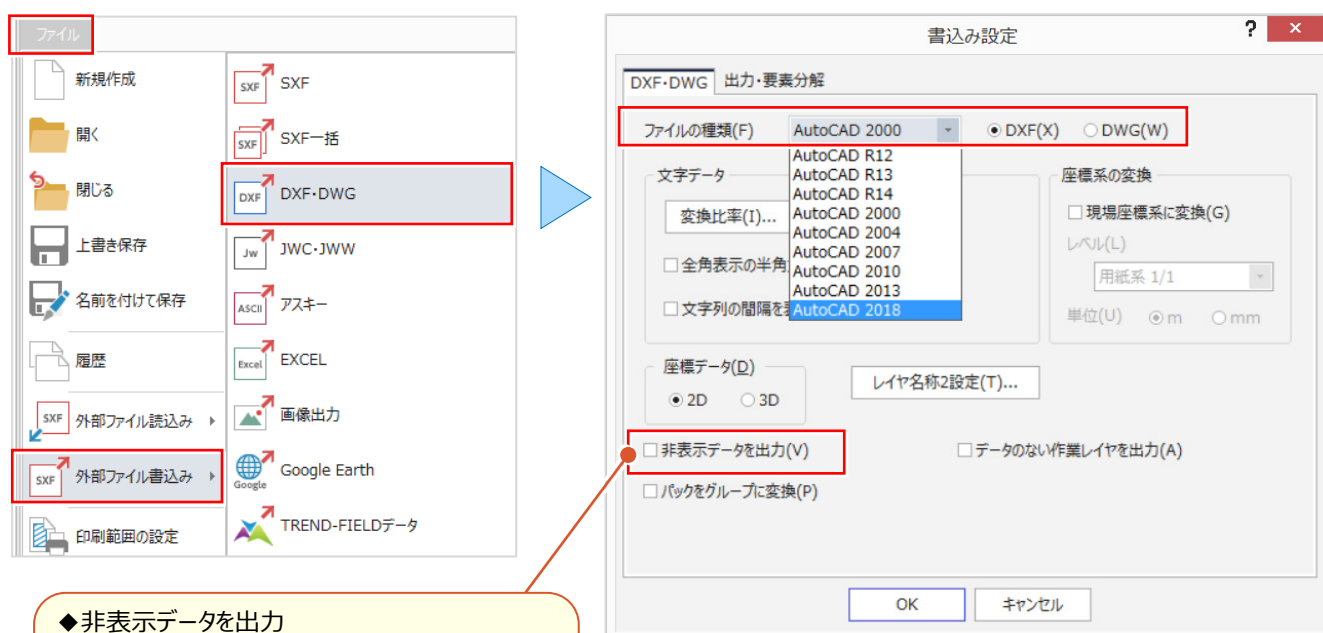 ファイル
新規作成
開く
閉じる
上書き保存
名前を付けて保存
履歴
SXF 外部ファイル読込み
SXF 外部ファイル書込み
印刷範囲の設定
SXF SXF
SXF SXF一括
DXF DXF・DWG
Jw JWC・JWW
ASCII アスキー
Excel EXCEL
画像出力
Google Google Earth
TREND-FIELDデータ
書込み設定 ? ×
DXF・DWG 出力・要素分解
ファイルの種類(F) AutoCAD 2000 DXF(X) DWG(W)
AutoCAD R12
AutoCAD R13
AutoCAD R14
AutoCAD 2000
AutoCAD 2004
AutoCAD 2007
AutoCAD 2010
AutoCAD 2013
AutoCAD 2018
文字データ
変換比率(I)...
全角表示の半角
文字列の間隔を
座標系の変換
現場座標系に変換(G)
レベル(L)
用紙系 1/1
単位(U) m mm
座標データ(D)
2D 3D
レイヤ名称2設定(T)...
非表示データを出力(V) データのない作業レイヤを出力(A)
パックをグループに変換(P)
OK キャンセル
◆非表示データを出力